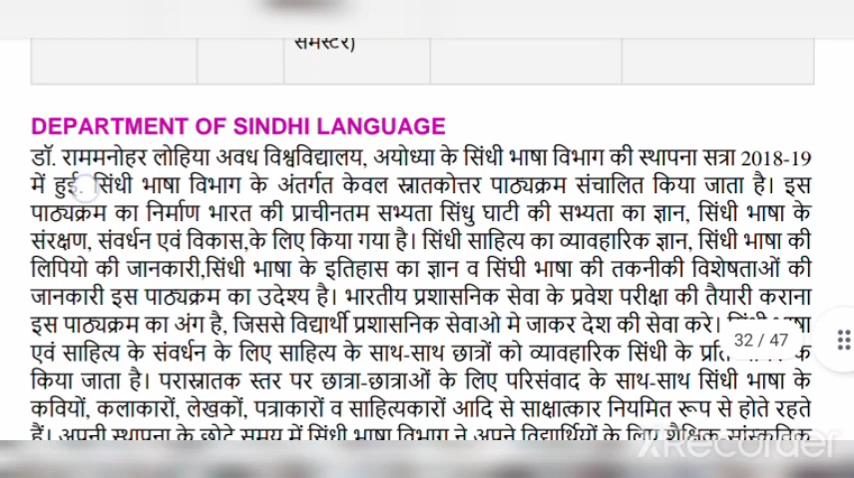 समस्टर)
DEPARTMENT OF SINDHI LANGUAGE
डॉ. राममनोहर लोहिया अवध विश्वविद्यालय, अयोध्या के सिंधी भाषा विभाग की स्थापना सत्रा 2018-19
में हुई. सिंधी भाषा विभाग के अंतर्गत केवल स्नातकोत्तर पाठ्यक्रम संचालित किया जाता है। इस
पाठ्यक्रम का निर्माण भारत की प्राचीनतम सभ्यता सिंधु घाटी की सभ्यता का ज्ञान, सिंधी भाषा के
संरक्षण, संवर्धन एवं विकास,के लिए किया गया है। सिंधी साहित्य का व्यावहारिक ज्ञान, सिंधी भाषा की
लिपियो की जानकारी,सिंधी भाषा के इतिहास का ज्ञान व सिंघी भाषा की तकनीकी विशेषताओं की
जानकारी इस पाठ्यक्रम का उदेश्य है। भारतीय प्रशासनिक सेवा के प्रवेश परीक्षा की तैयारी कराना
इस पाठ्यक्रम का अंग है, जिससे विद्यार्थी प्रशासनिक सेवाओ मे जाकर देश की सेवा करे।
32 / 47
एवं साहित्य के संवर्धन के लिए साहित्य के साथ-साथ छात्रों को व्यावहारिक सिंधी के
किया जाता है। परास्नातक स्तर पर छात्रा-छात्राओं के लिए परिसंवाद के साथ-साथ सिंधी भाषा के
कवियों, कलाकारों, लेखकों, पत्राकारों व साहित्यकारों आदि से साक्षात्कार नियमित रूप से होते रहते
हैं। अपनी स्थापना के छोटे समय में सिंधी भाषा विभाग ने अपने विद्यार्थियों के लिए शैक्षिक-सांस्कृतिक
XRecorder